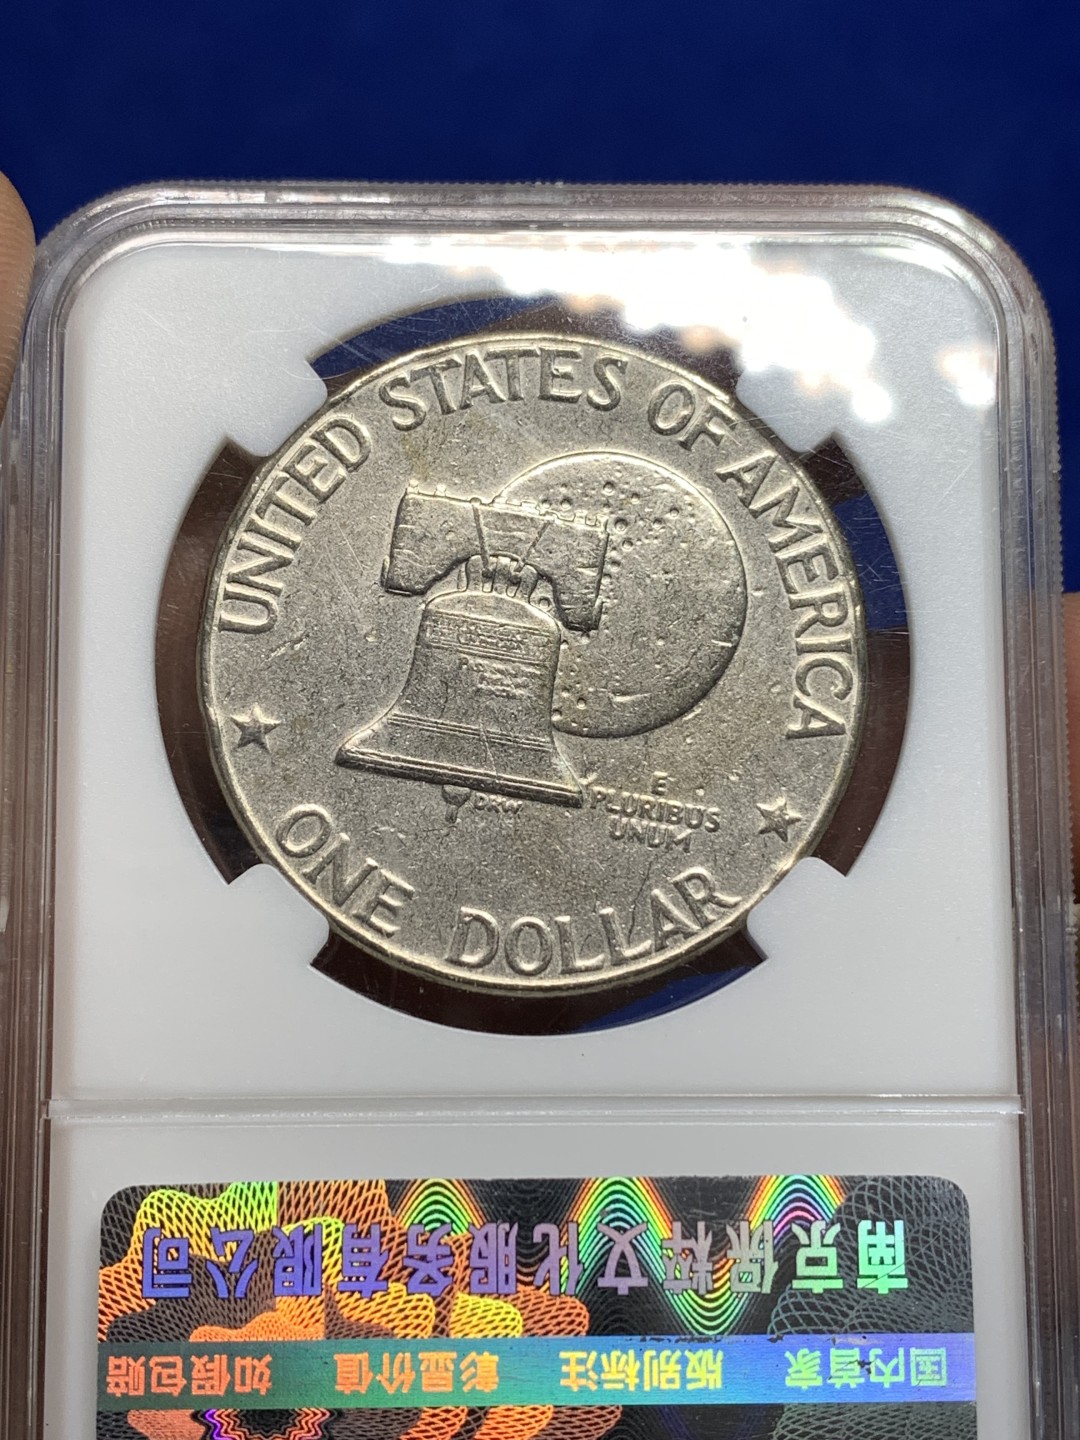 UNITED STATES OF AMERICA
E
PLURIBUS
UNUM
DRW
ONE DOLLAR
南京保粹文化服务有限公司
国内首家 版别标注 彰显价值 如假包赔